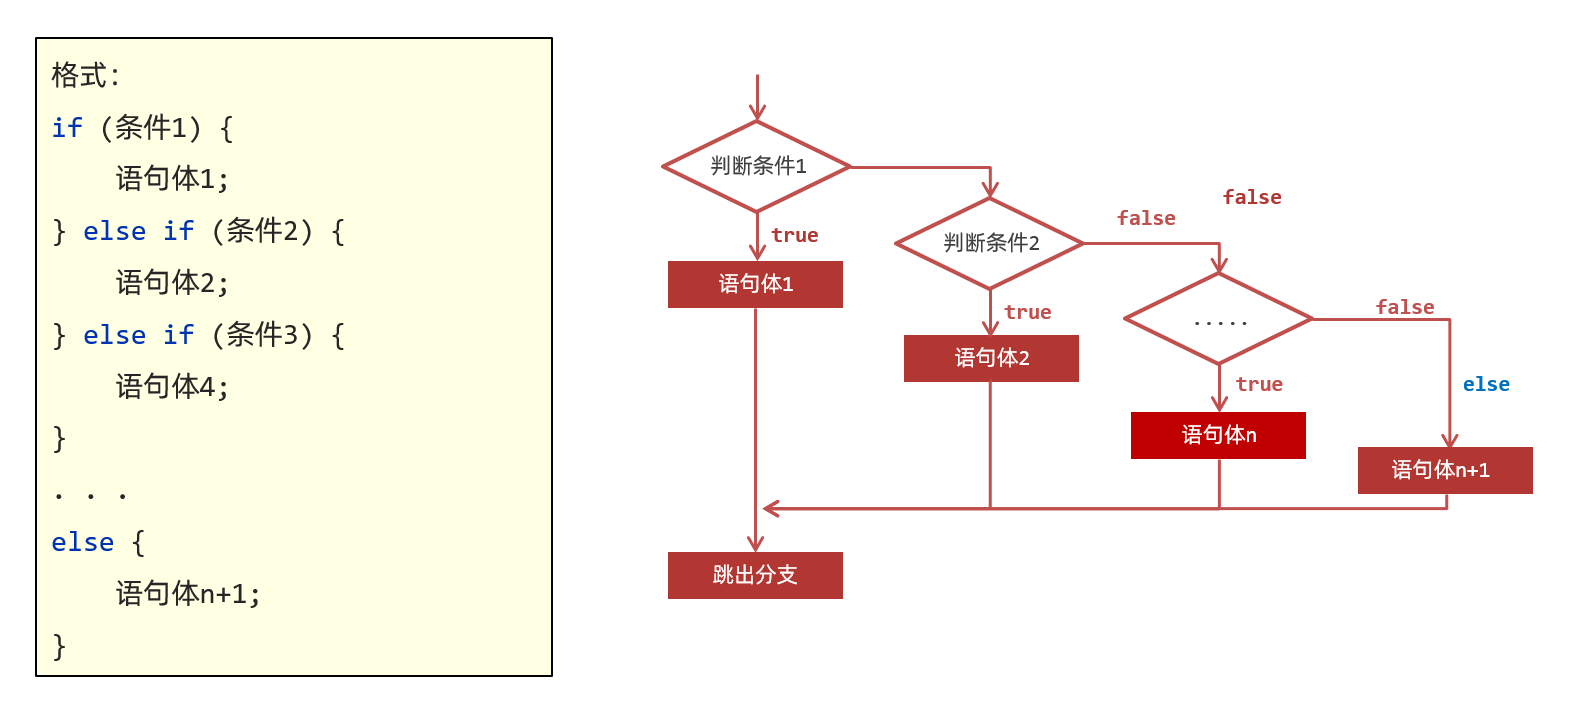 格式：
if (条件1) {
语句体1;
} else if (条件2) {
语句体2;
} else if (条件3) {
语句体4;
}
. . .
else {
语句体n+1;
}
判断条件1
false
false
true
判断条件2
语句体1
false
true
.....
语句体2
true
else
语句体n
语句体n+1
跳出分支